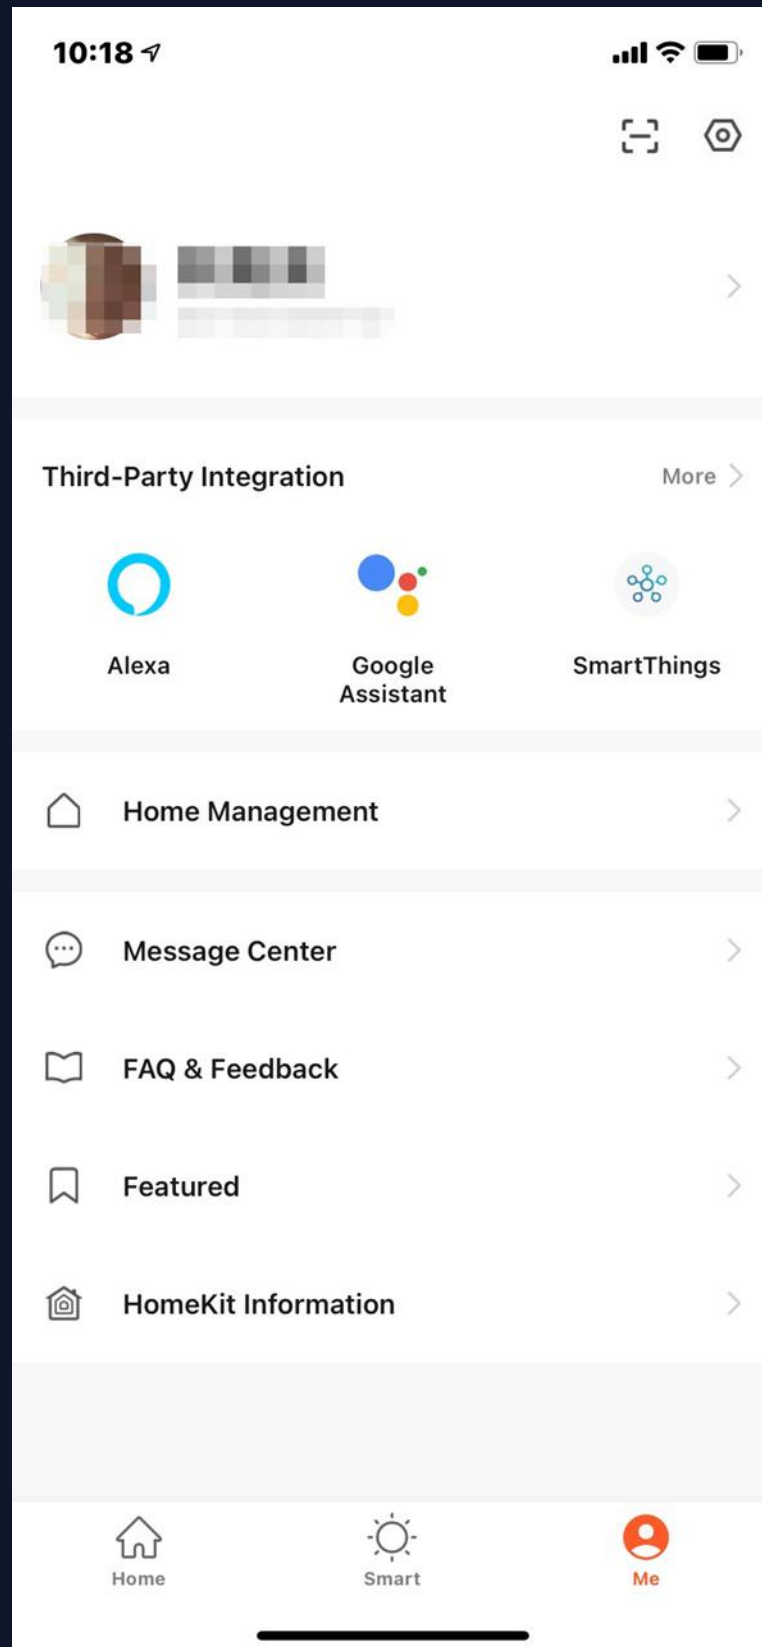 10:18
Third-Party Integration
More
Alexa
Google
Assistant
SmartThings
Home Management
Message Center
FAQ & Feedback
Featured
HomeKit Information
Home
Smart
Me